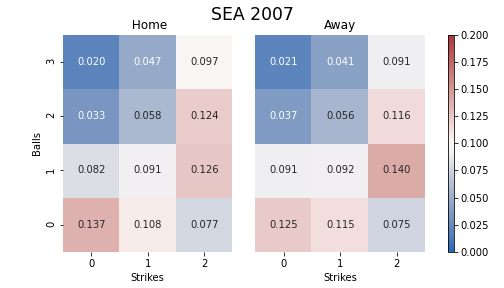 SEA 2007
Home
Away
Balls
3
2
1
0
0.020 0.047 0.097
0.033 0.058 0.124
0.082 0.091 0.126
0.137 0.108 0.077
0 1 2
Strikes
0.021 0.041 0.091
0.037 0.056 0.116
0.091 0.092 0.140
0.125 0.115 0.075
0 1 2
Strikes
0.200
0.175
0.150
0.125
0.100
0.075
0.050
0.025
0.000